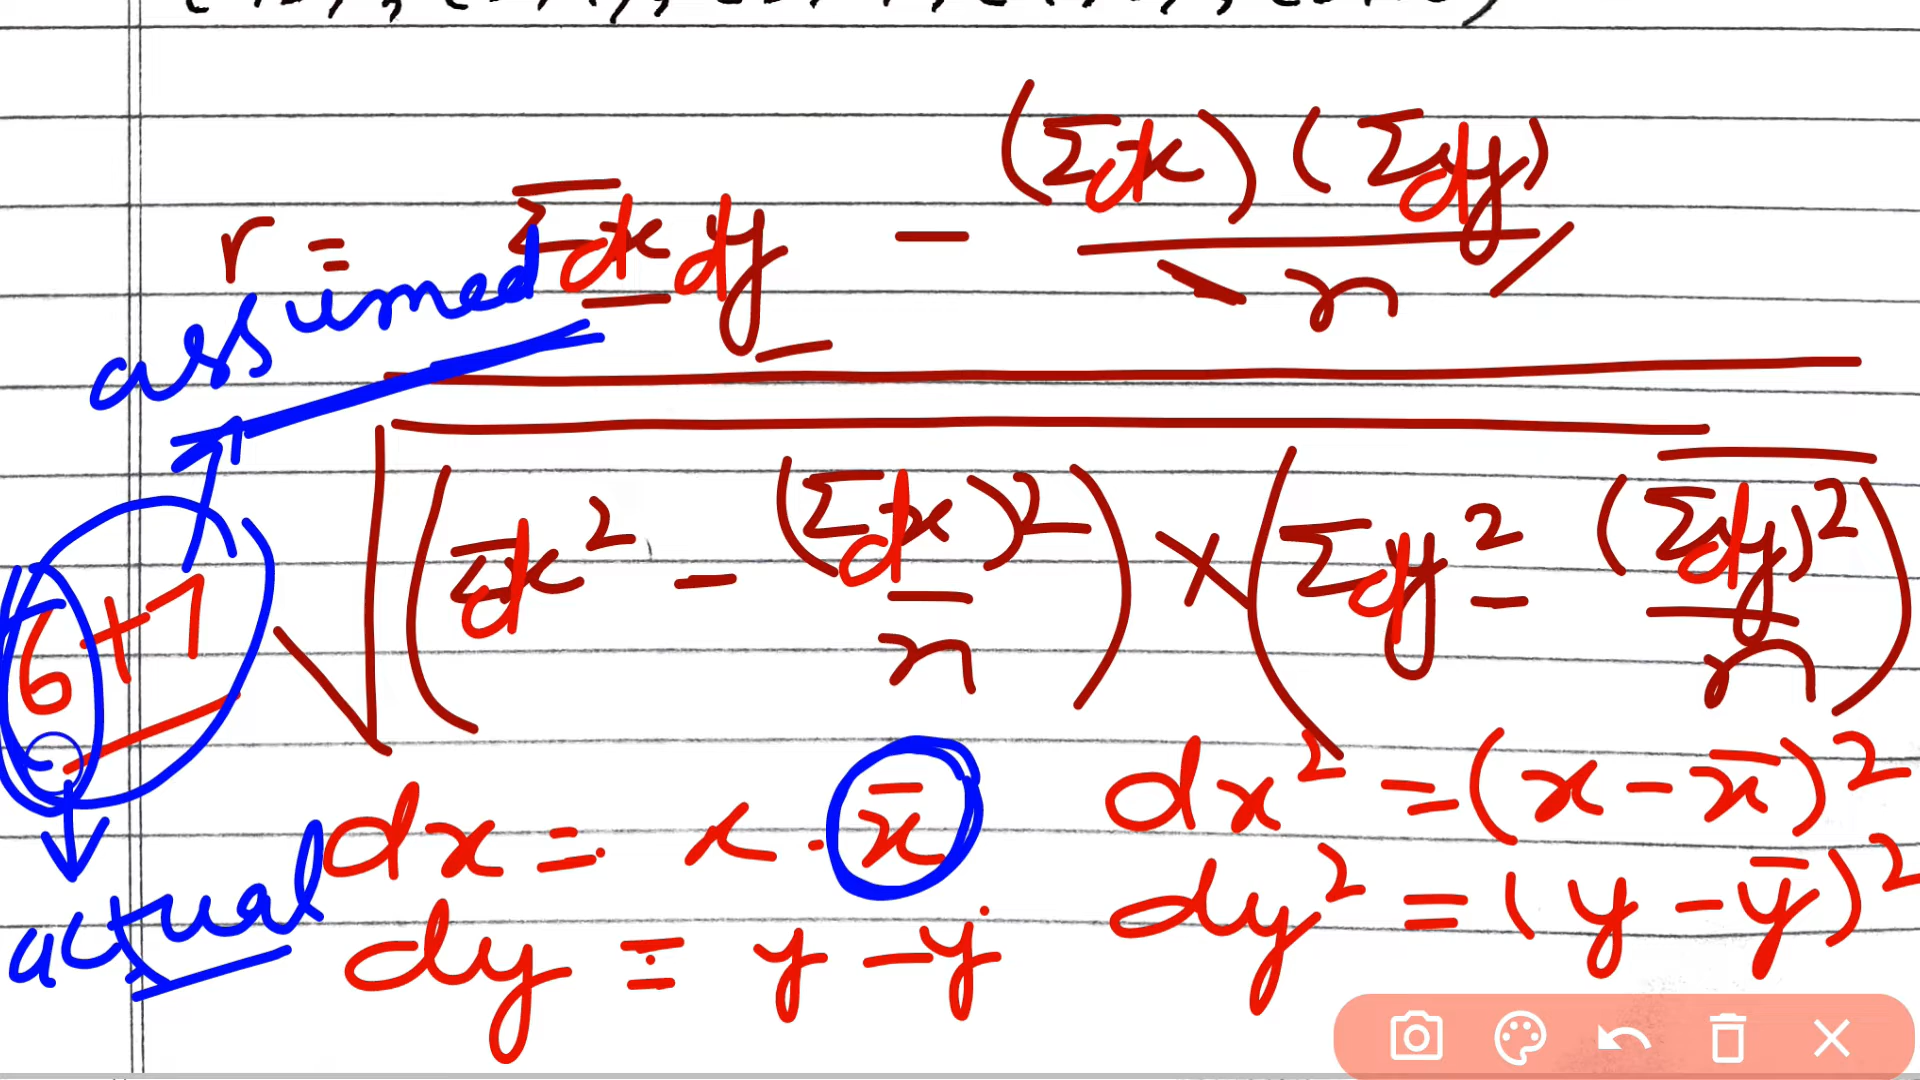 (Σdx) (Σdy)
r = Σdx dy − n
assumed
Σdx² − (Σdx)² × (Σdy² − (Σdy)²)
6+7
n n
dx = x - x̄ dx² = (x − x̄)²
actual
dy = y − y dy² = (y − ȳ)²